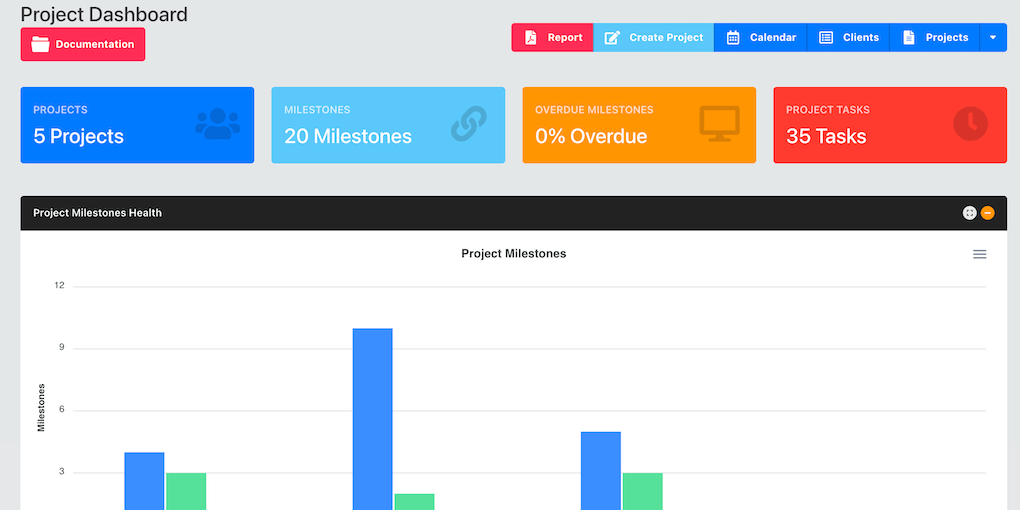 Project Dashboard
Documentation
Report
Create Project
Calendar
Clients
Projects
PROJECTS
5 Projects
MILESTONES
20 Milestones
OVERDUE MILESTONES
0% Overdue
PROJECT TASKS
35 Tasks
Project Milestones Health
Project Milestones
12
9
6
3
Milestones